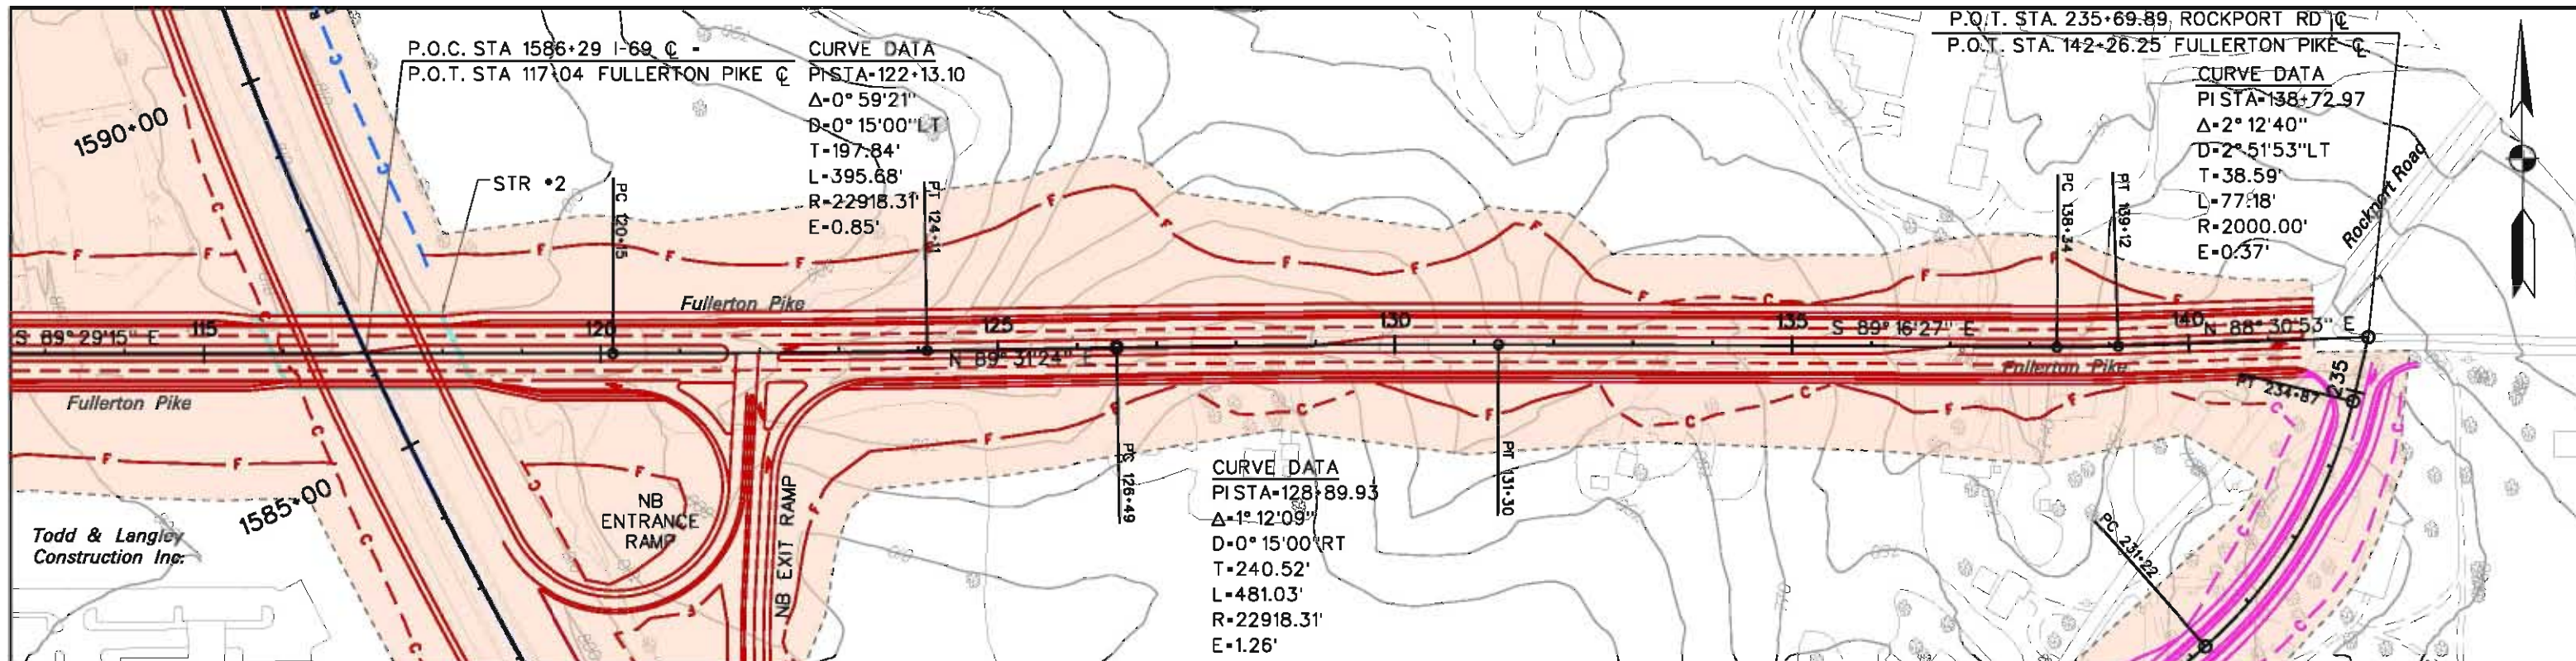 P.O.C. STA 1586+29 I-69 ℄ =
P.O.T. STA 117+04 FULLERTON PIKE ℄
CURVE DATA
PI STA=122+13.10
Δ=0° 59'21"
D=0° 15'00"LT
T=197.84'
L=395.68'
R=22918.31'
E=0.85'
P.O.T. STA. 235+69.89 ROCKPORT RD ℄
P.O.T. STA. 142+26.25 FULLERTON PIKE ℄
CURVE DATA
PI STA=138+72.97
Δ=2° 12'40"
D=2° 51'53"LT
T=38.59'
L=77.18'
R=2000.00'
E=0.37'
Rockport Road
1590+00
STR #2
PC 120+15
PT 124+11
PC 138+34
PT 139+12
F F F F F F F F F F F F F F
C C C C
Fullerton Pike
S 89° 29'15" E
115
120
125
130
135
S 89° 16'27" E
140
N 88° 30'53" E
N 89° 31'24" E
Fullerton Pike
Fullerton Pike
PT 234+87
235
F F F F F F F F
C C C C C
PC 126+49
PT 131+30
1585+00
NB
ENTRANCE
RAMP
NB EXIT RAMP
CURVE DATA
PI STA=128+89.93
Δ=1° 12'09"
D=0° 15'00"RT
T=240.52'
L=481.03'
R=22918.31'
E=1.26'
Todd & Langley
Construction Inc.
PC 231+22